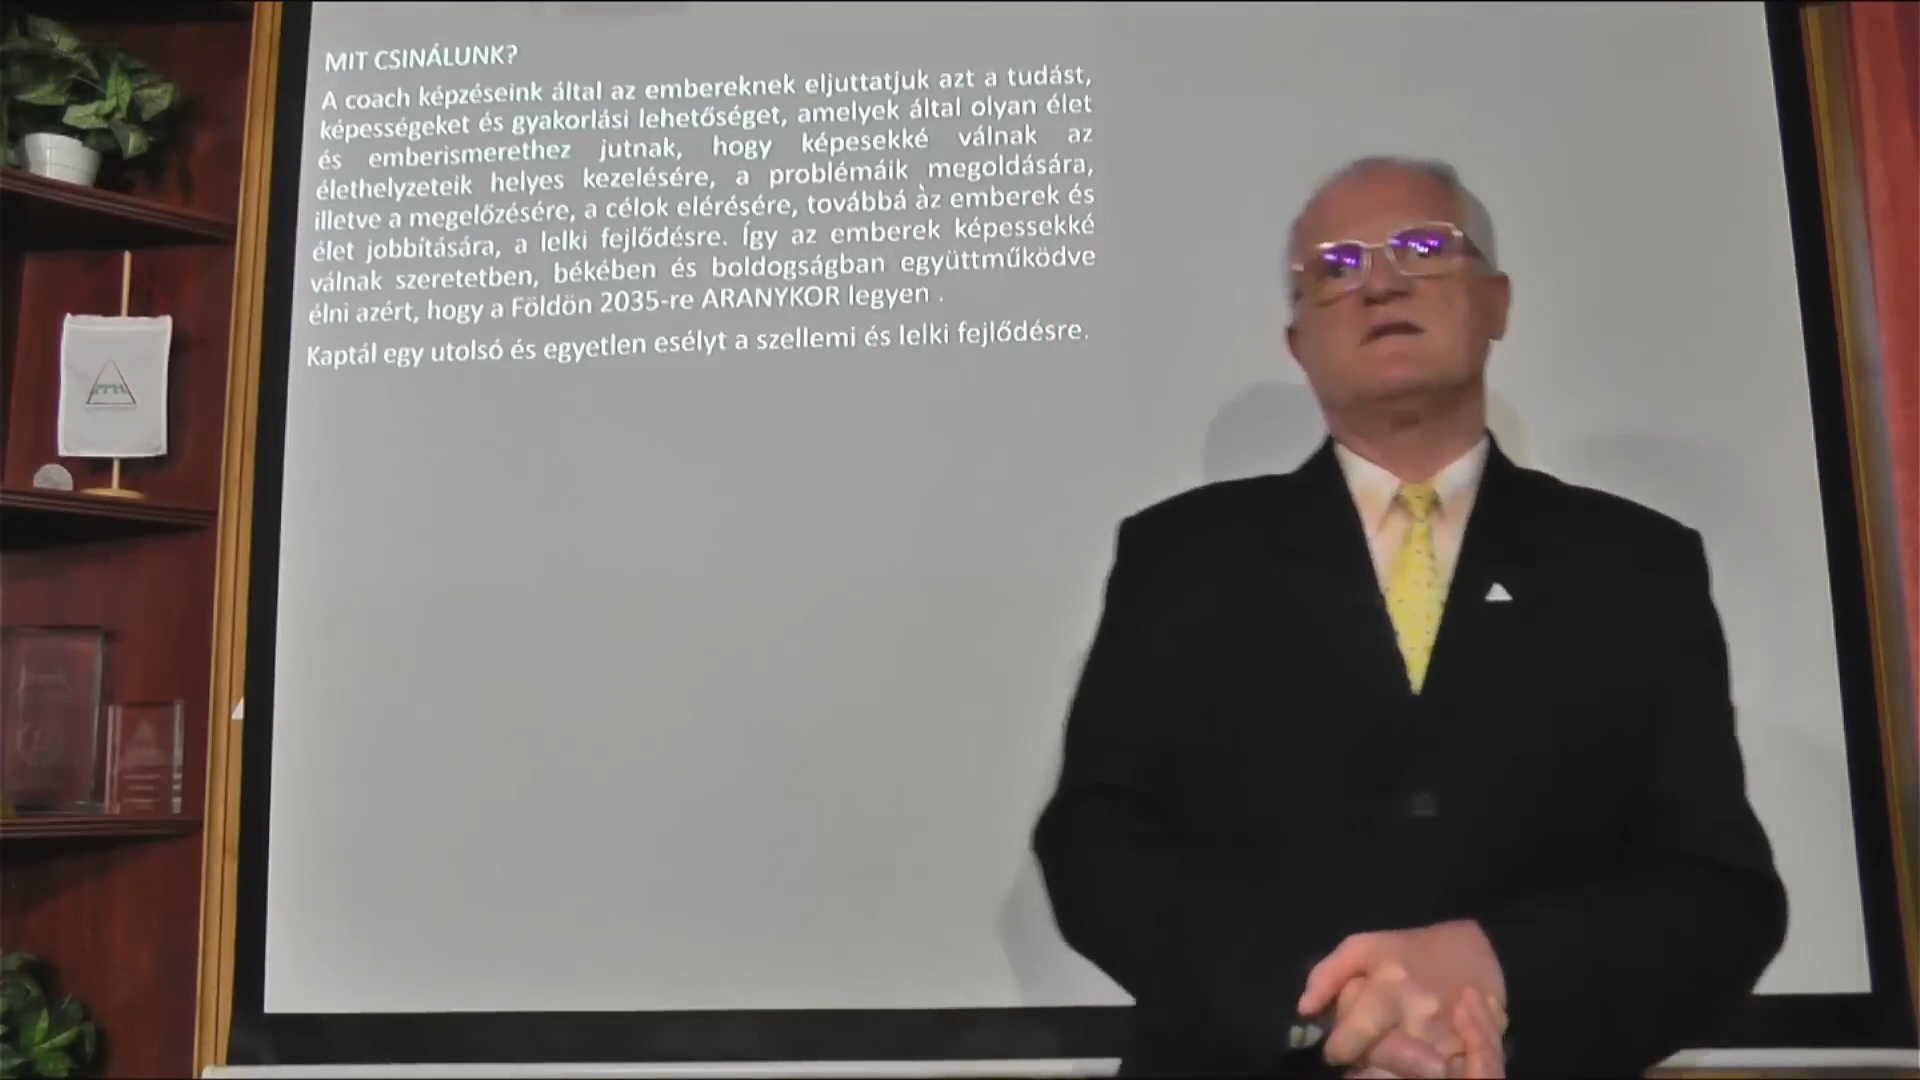 MIT CSINÁLUNK?
A coach képzéseink által az embereknek eljuttatjuk azt a tudást,
képességeket és gyakorlási lehetőséget, amelyek által olyan élet
és emberismerethez jutnak, hogy képesekké válnak az
élethelyzeteik helyes kezelésére, a problémáik megoldására,
illetve a megelőzésére, a célok elérésére, továbbá az emberek és
élet jobbítására, a lelki fejlődésre. Így az emberek képessekké
válnak szeretetben, békében és boldogságban együttműködve
élni azért, hogy a Földön 2035-re ARANYKOR legyen .
Kaptál egy utolsó és egyetlen esélyt a szellemi és lelki fejlődésre.